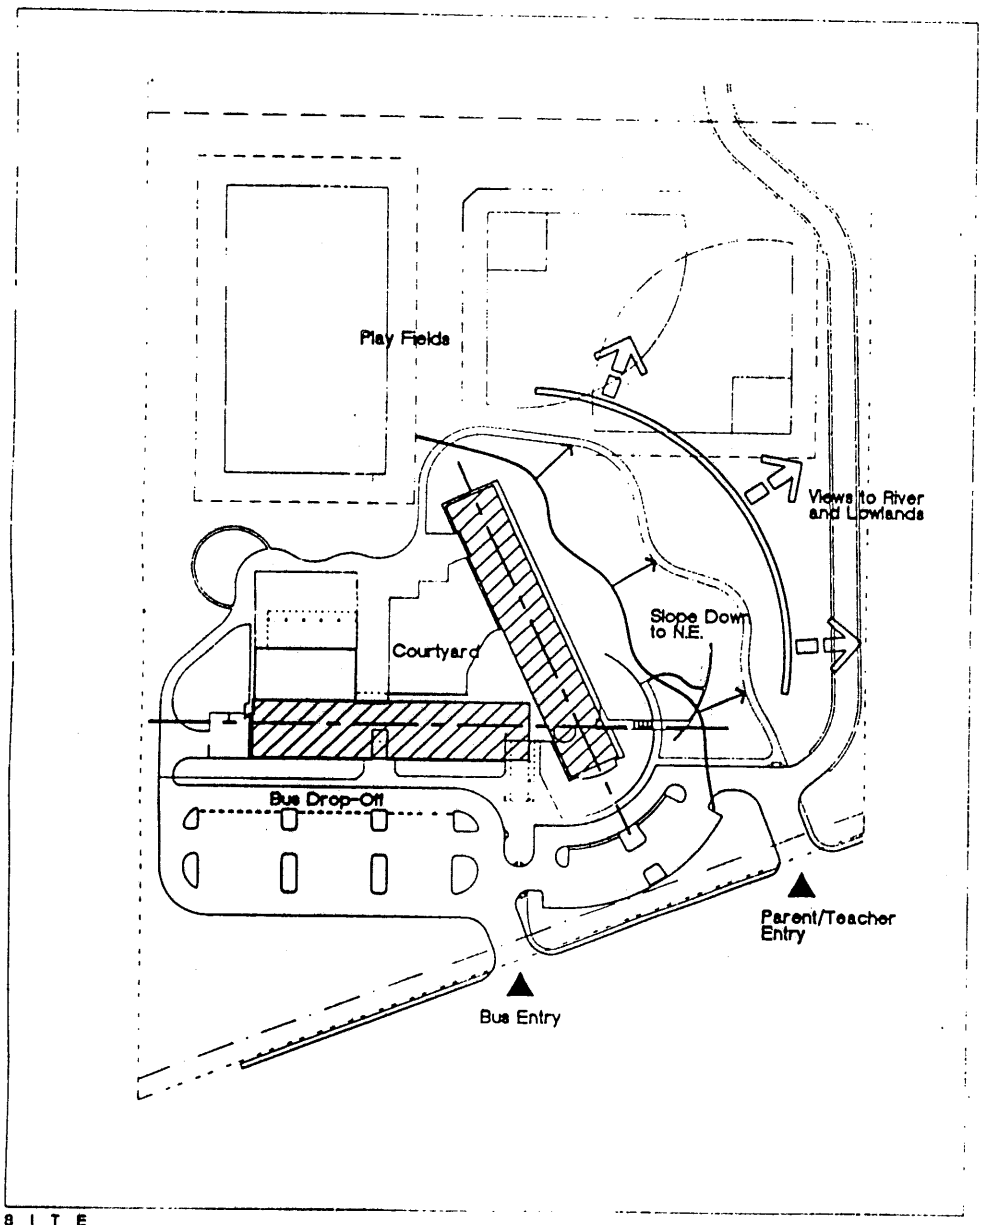 Play Fields
Views to River
and Lowlands
Slope Down
to N.E.
Courtyard
Bus Drop-Off
Parent/Teacher
Entry
Bus Entry
SITE